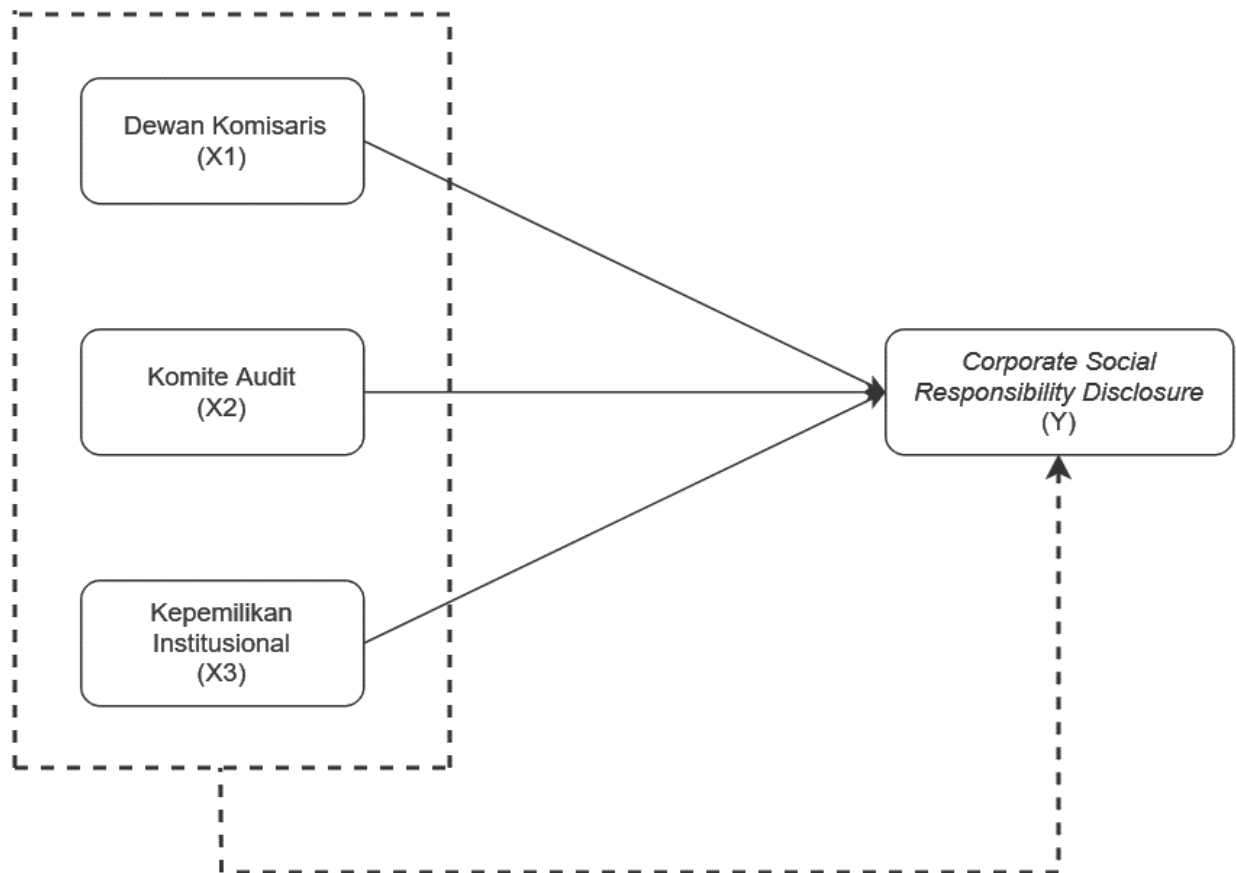 Dewan Komisaris
(X1)
Komite Audit
(X2)
Kepemilikan
Institusional
(X3)
Corporate Social
Responsibility Disclosure
(Y)